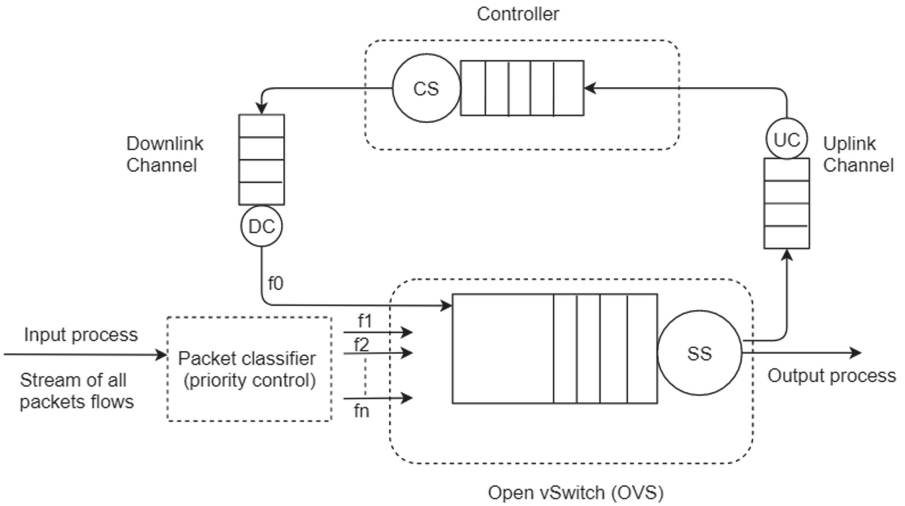 Controller
CS
Downlink
Channel
UC
Uplink
Channel
DC
f0
Input process
Stream of all
packets flows
Packet classifier
(priority control)
f1
f2
fn
SS
Output process
Open vSwitch (OVS)